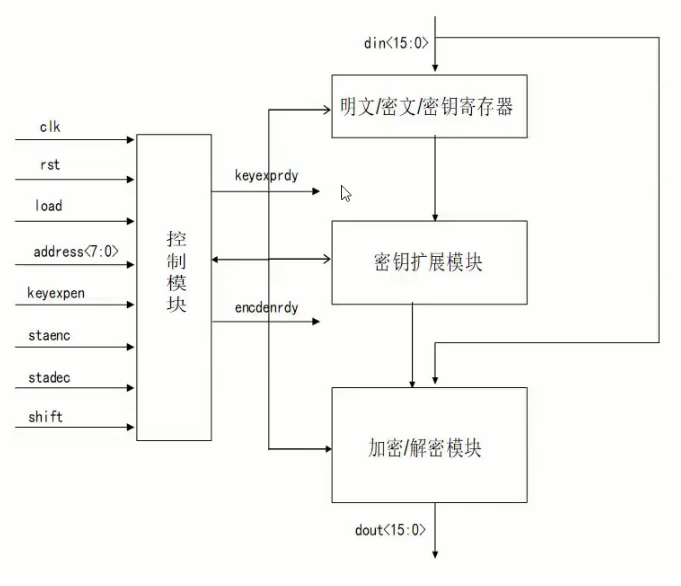 din<15:0>
明文/密文/密钥寄存器
clk
rst
load
address<7:0>
keyexpen
staenc
stadec
shift
控制模块
keyexprdy
encdenrdy
密钥扩展模块
加密/解密模块
dout<15:0>